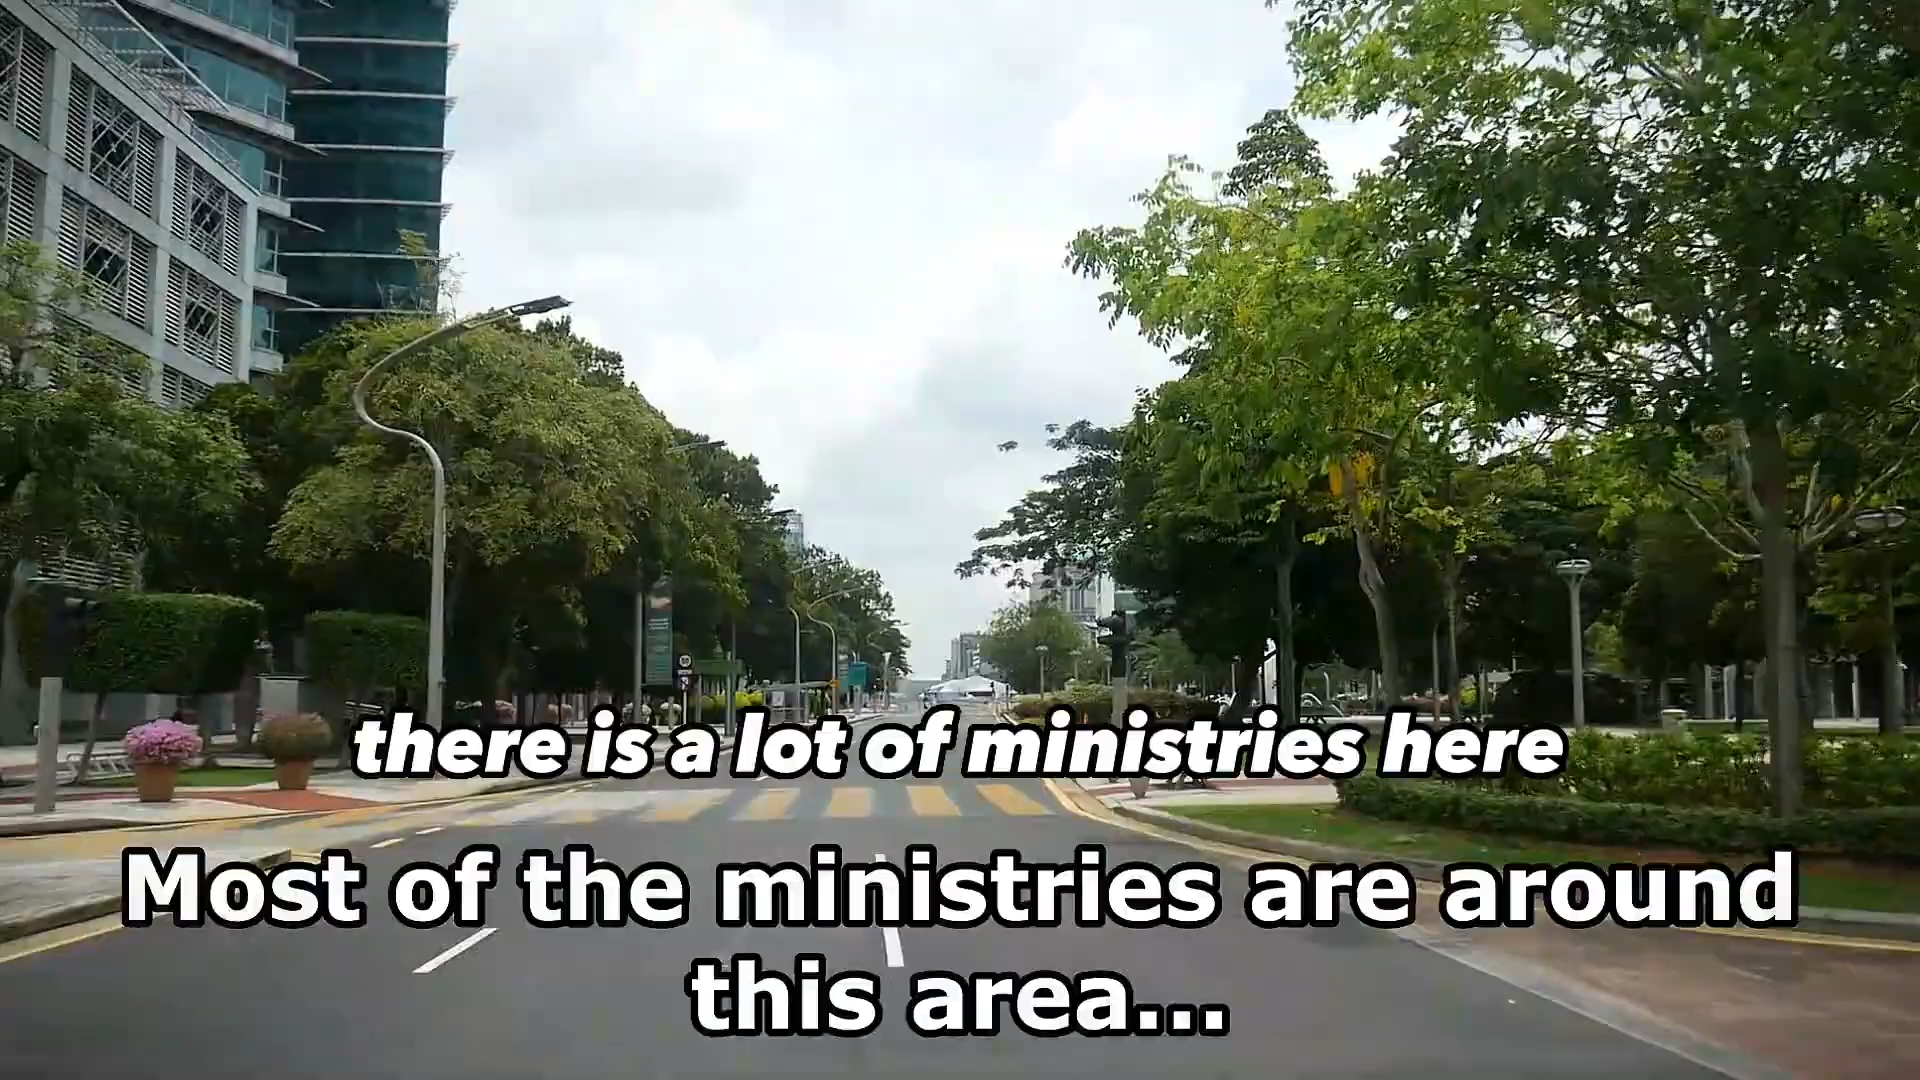 there is a lot of ministries here
Most of the ministries are around
this area...